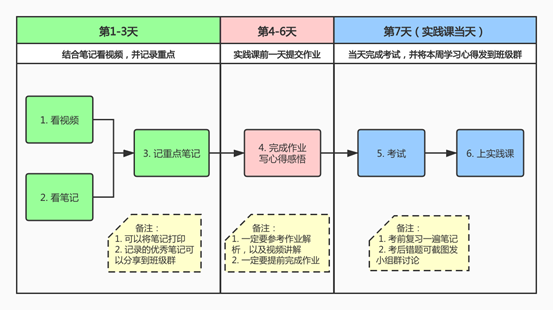 第1-3天
第4-6天
第7天（实践课当天）
结合笔记看视频，并记录重点
实践课前一天提交作业
当天完成考试，并将本周学习心得发到班级群
1. 看视频
2. 看笔记
3. 记重点笔记
4. 完成作业
写心得感悟
5. 考试
6. 上实践课
备注：
1. 可以将笔记打印
2. 记录的优秀笔记可
以分享到班级群
备注：
1. 一定要参考作业解
析，以及视频讲解
2. 一定要提前完成作业
备注：
1. 考前复习一遍笔记
2. 考后错题可截图发
小组群讨论